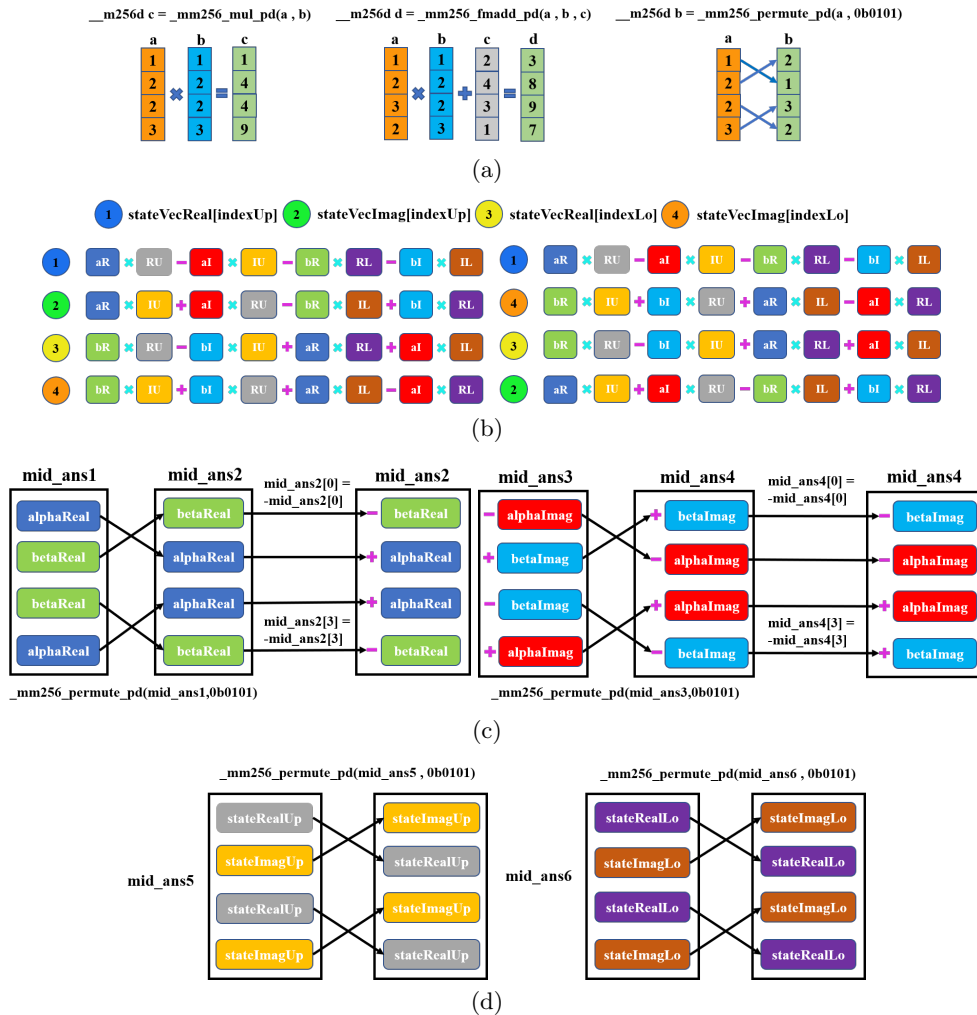 __m256d c = _mm256_mul_pd(a , b)
__m256d d = _mm256_fmadd_pd(a , b , c)
__m256d b = _mm256_permute_pd(a , 0b0101)
a b c
1 1 1
2 × 2 = 4
2 2 4
3 3 9
a b c d
1 1 2 3
2 × 2 + 4 = 8
3 2 3 9
2 3 1 7
a b
1 2
2 1
2 3
3 2
(a)
1 stateVecReal[indexUp] 2 stateVecImag[indexUp] 3 stateVecReal[indexLo] 4 stateVecImag[indexLo]
1 aR × RU − aI × IU − bR × RL − bI × IL
2 aR × IU + aI × RU − bR × IL + bI × RL
3 bR × RU − bI × IU + aR × RL + aI × IL
4 bR × IU + bI × RU + aR × IL − aI × RL
1 aR × RU − aI × IU − bR × RL − bI × IL
4 bR × IU + bI × RU + aR × IL − aI × RL
3 bR × RU − bI × IU + aR × RL + aI × IL
2 aR × IU + aI × RU − bR × IL + bI × RL
(b)
mid_ans1
alphaReal
betaReal
betaReal
alphaReal
mid_ans2
betaReal
alphaReal
alphaReal
betaReal
mid_ans2[0] =
-mid_ans2[0]
mid_ans2[3] =
-mid_ans2[3]
mid_ans2
− betaReal
+ alphaReal
+ alphaReal
− betaReal
_mm256_permute_pd(mid_ans1,0b0101)
mid_ans3
− alphaImag
+ betaImag
− betaImag
+ alphaImag
mid_ans4
+ betaImag
− alphaImag
+ alphaImag
− betaImag
mid_ans4[0] =
-mid_ans4[0]
mid_ans4[3] =
-mid_ans4[3]
mid_ans4
− betaImag
− alphaImag
+ alphaImag
+ betaImag
_mm256_permute_pd(mid_ans3,0b0101)
(c)
_mm256_permute_pd(mid_ans5 , 0b0101)
mid_ans5
stateRealUp stateImagUp
stateImagUp stateRealUp
stateRealUp stateImagUp
stateImagUp stateRealUp
_mm256_permute_pd(mid_ans6 , 0b0101)
mid_ans6
stateRealLo stateImagLo
stateImagLo stateRealLo
stateRealLo stateImagLo
stateImagLo stateRealLo
(d)